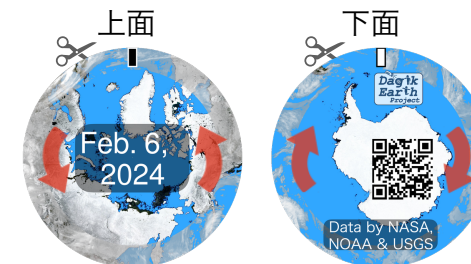 上面
下面
Feb. 6,
2024
Dagik
Earth
Project
Data by NASA,
NOAA & USGS